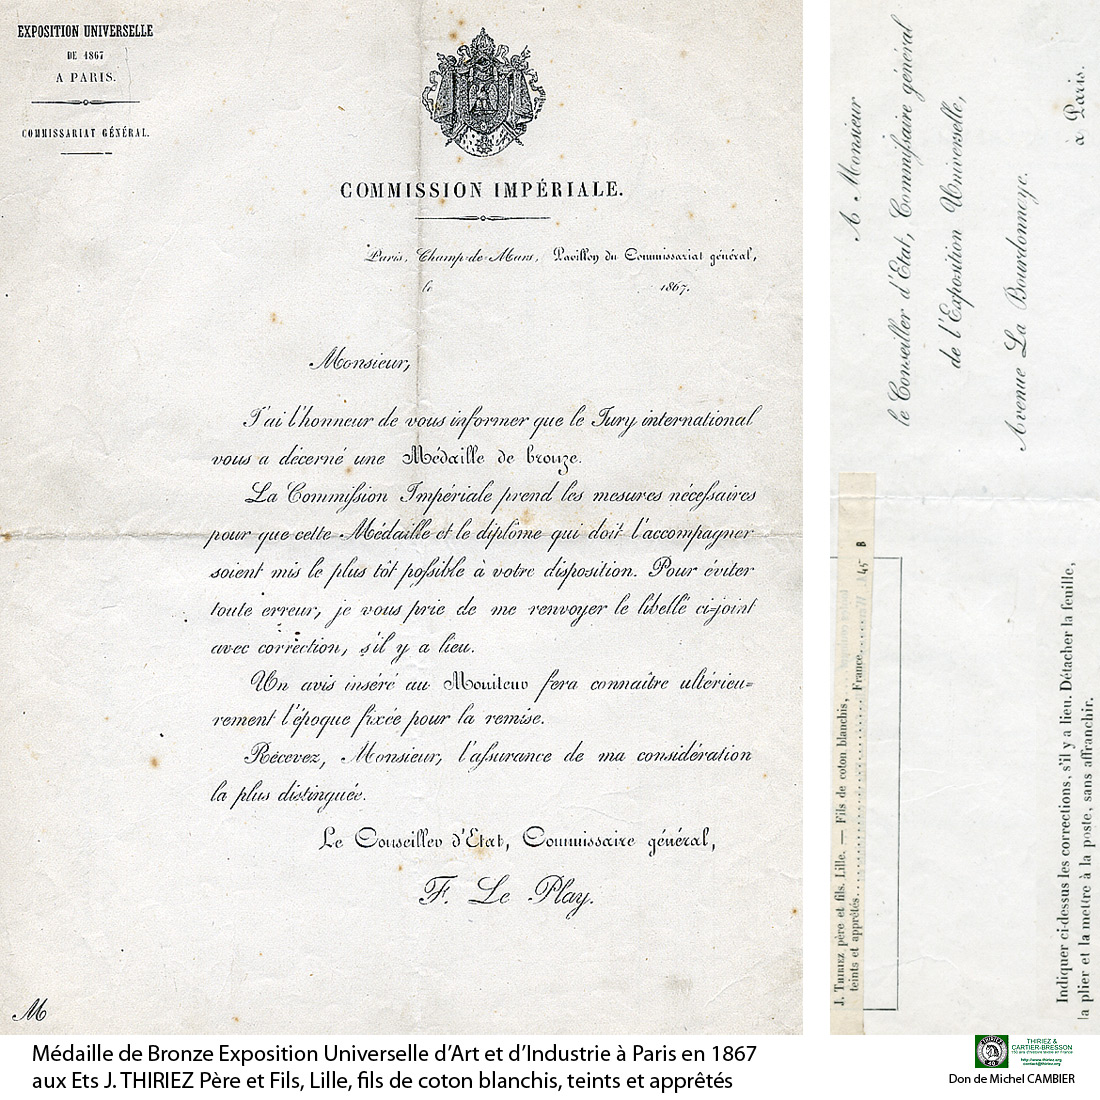 EXPOSITION UNIVERSELLE
DE 1867
A PARIS.
COMMISSARIAT GÉNÉRAL.
COMMISSION IMPÉRIALE.
Paris, Champ-de-Mars, Pavillon du Commissariat général,
le 1867.
Monsieur,
J'ai l'honneur de vous informer que le Jury international
vous a décerné une Médaille de bronze.
La Commission Impériale prend les mesures nécessaires
pour que cette Médaille et le diplôme qui doit l'accompagner
soient mis le plus tôt possible à votre disposition. Pour éviter
toute erreur, je vous prie de me renvoyer le libellé ci-joint
avec correction, s'il y a lieu.
Un avis inséré au Moniteur fera connaître ultérieu=
rement l'époque fixée pour la remise.
Recevez, Monsieur, l'assurance de ma considération
la plus distinguée.
Le Conseiller d'Etat, Commissaire général,
F. Le Play.
M
A Monsieur
le Conseiller d'Etat, Commissaire général
de l'Exposition Universelle,
Avenue La Bourdonneye.
à Paris.
J. THIRIEZ père et fils, Lille. — Fils de coton blanchis,
teints et apprêtés. France. 45 B
Indiquer ci-dessus les corrections, s'il y a lieu. Détacher la feuille,
la plier et la mettre à la poste, sans affranchir.
Médaille de Bronze Exposition Universelle d'Art et d'Industrie à Paris en 1867
aux Ets J. THIRIEZ Père et Fils, Lille, fils de coton blanchis, teints et apprêtés
THIRIEZ &
CARTIER-BRESSON
http://www.thiriez.org
contact@thiriez.org
Don de Michel CAMBIER